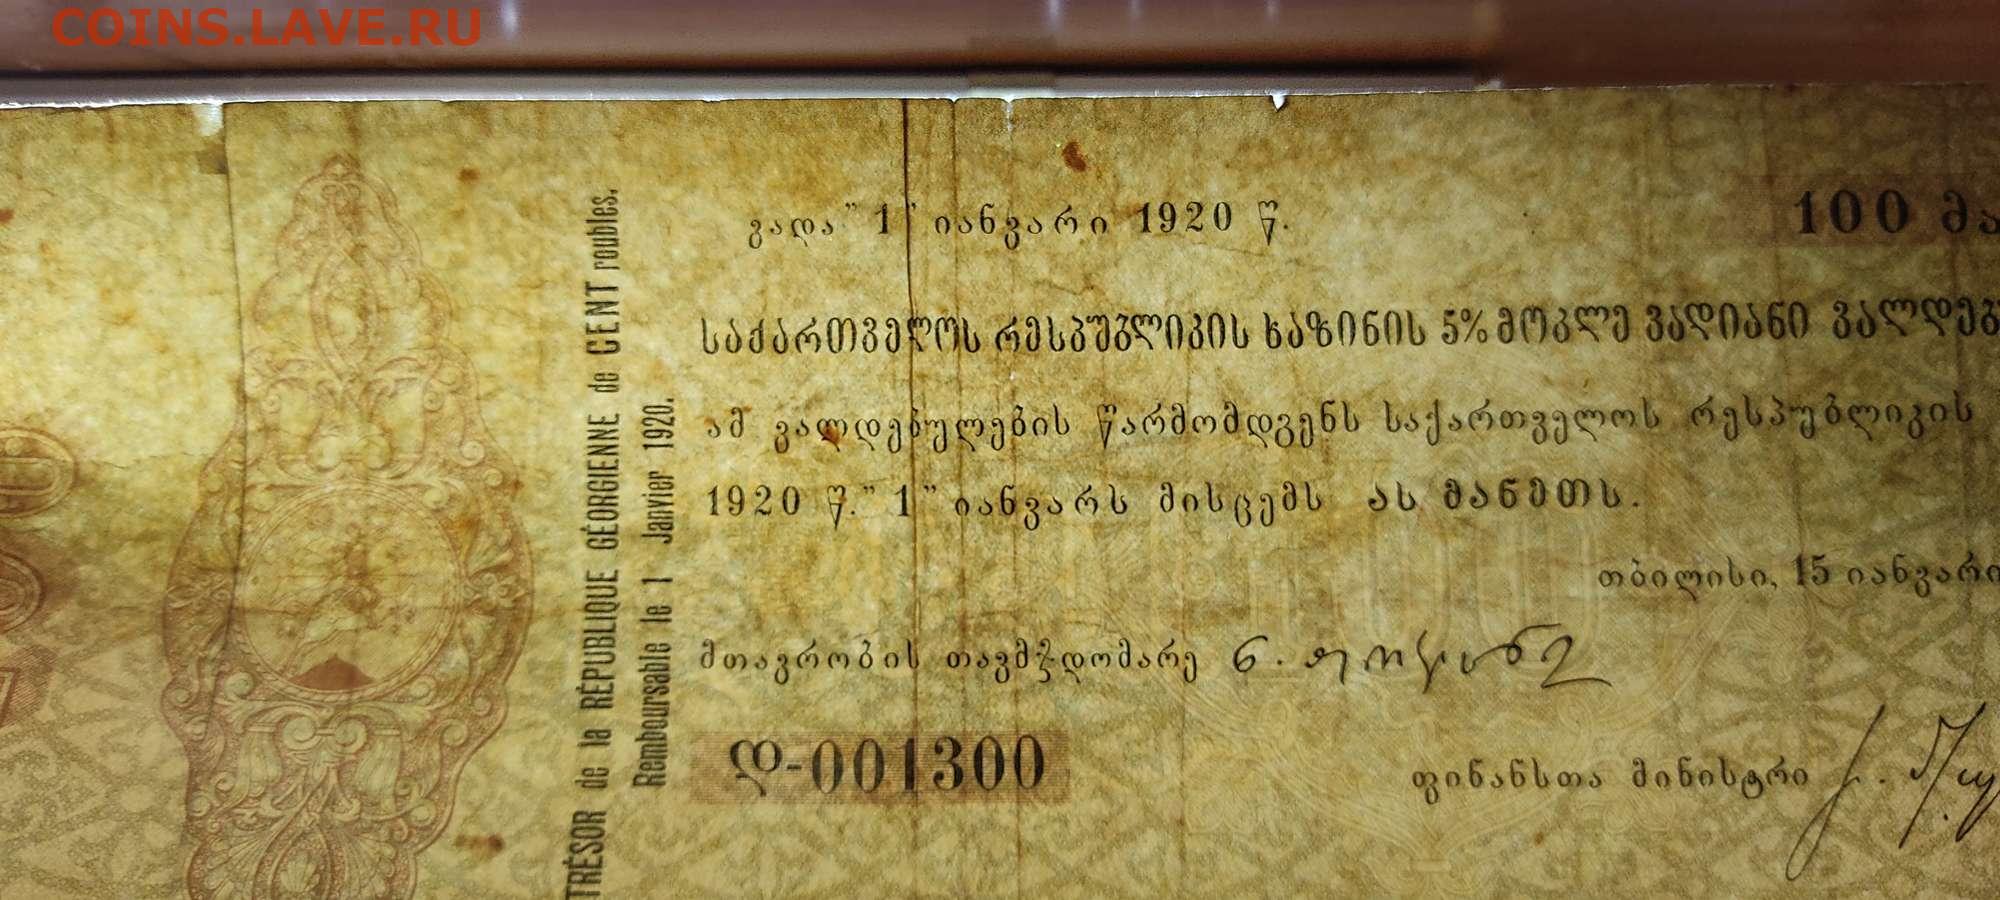 COINS.LAVE.RU
ვადა „1" იანვარი 1920 წ.
100
საქართველოს რესპუბლიკის ხაზინის 5% მოკლე ვადიანი
ამ ვალდებულების წარმომდგენს საქართველოს რესპუბლიკის
1920 წ. „1" იანვარს მისცემს ას მანეთს.
თბილისი, 15 იანვარი
მთავრობის თავმჯდომარე
დ-001300
ფინანსთა მინისტრი
TRÉSOR de la RÉPUBLIQUE GÉORGIENNE de CENT roubles.
Remboursable le 1 Janvier 1920.